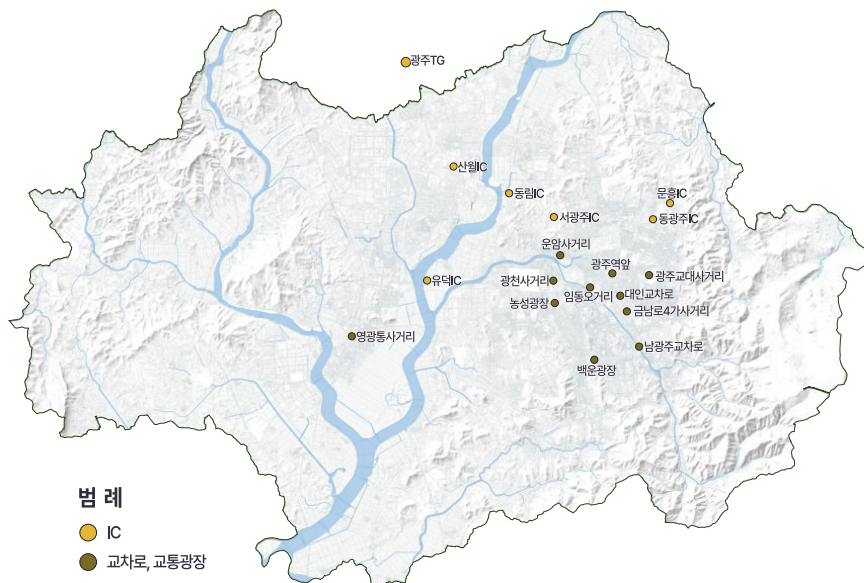 광주TG
산월IC
동림IC
문흥IC
서광주IC
동광주IC
운암사거리
광주역앞
광주교대사거리
유덕IC
광천사거리
임동오거리
대인교차로
농성광장
금남로4가사거리
영광통사거리
남광주교차로
백운광장
범 례
IC
교차로, 교통광장